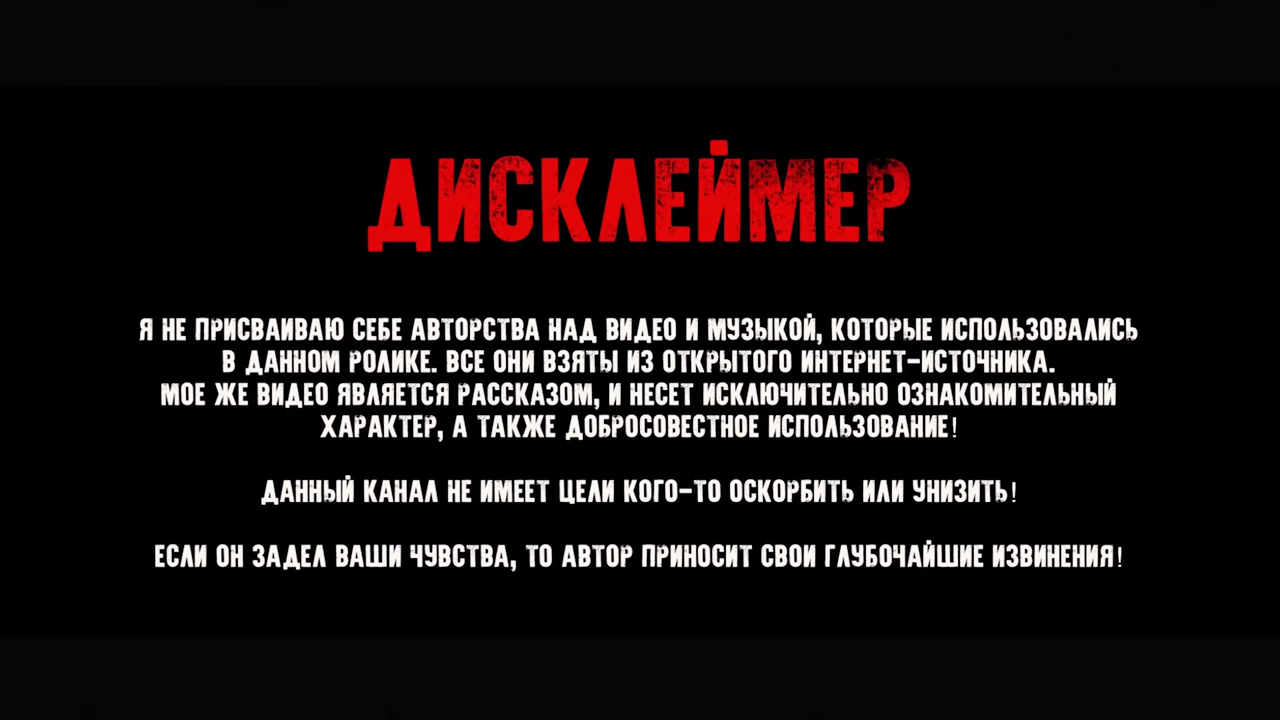 ДИСКЛЕЙМЕР
Я НЕ ПРИСВАИВАЮ СЕБЕ АВТОРСТВА НАД ВИДЕО И МУЗЫКОЙ, КОТОРЫЕ ИСПОЛЬЗОВАЛИСЬ
В ДАННОМ РОЛИКЕ. ВСЕ ОНИ ВЗЯТЫ ИЗ ОТКРЫТОГО ИНТЕРНЕТ-ИСТОЧНИКА.
МОЕ ЖЕ ВИДЕО ЯВЛЯЕТСЯ РАССКАЗОМ, И НЕСЕТ ИСКЛЮЧИТЕЛЬНО ОЗНАКОМИТЕЛЬНЫЙ
ХАРАКТЕР, А ТАКЖЕ ДОБРОСОВЕСТНОЕ ИСПОЛЬЗОВАНИЕ!
ДАННЫЙ КАНАЛ НЕ ИМЕЕТ ЦЕЛИ КОГО-ТО ОСКОРБИТЬ ИЛИ УНИЗИТЬ!
ЕСЛИ ОН ЗАДЕЛ ВАШИ ЧУВСТВА, ТО АВТОР ПРИНОСИТ СВОИ ГЛУБОЧАЙШИЕ ИЗВИНЕНИЯ!